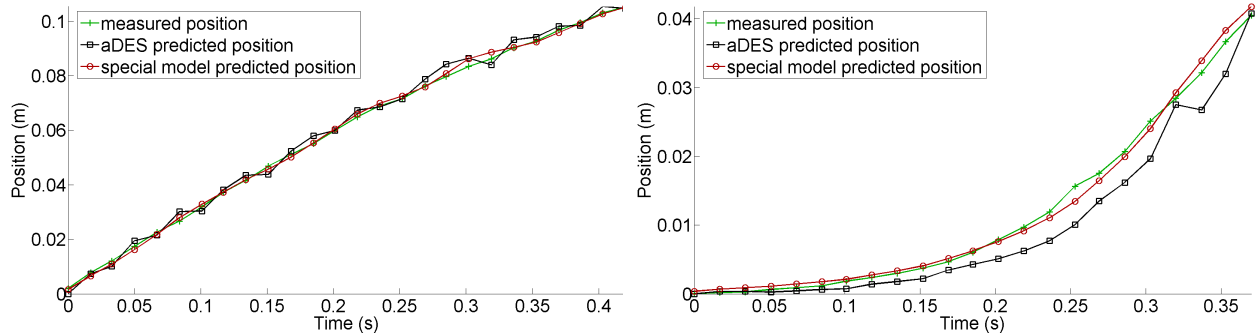 0.1
0.08
0.06
0.04
0.02
0
Position (m)
measured position
aDES predicted position
special model predicted position
0 0.05 0.1 0.15 0.2 0.25 0.3 0.35 0.4
Time (s)
0.04
0.03
0.02
0.01
0
Position (m)
measured position
aDES predicted position
special model predicted position
0 0.05 0.1 0.15 0.2 0.25 0.3 0.35
Time (s)